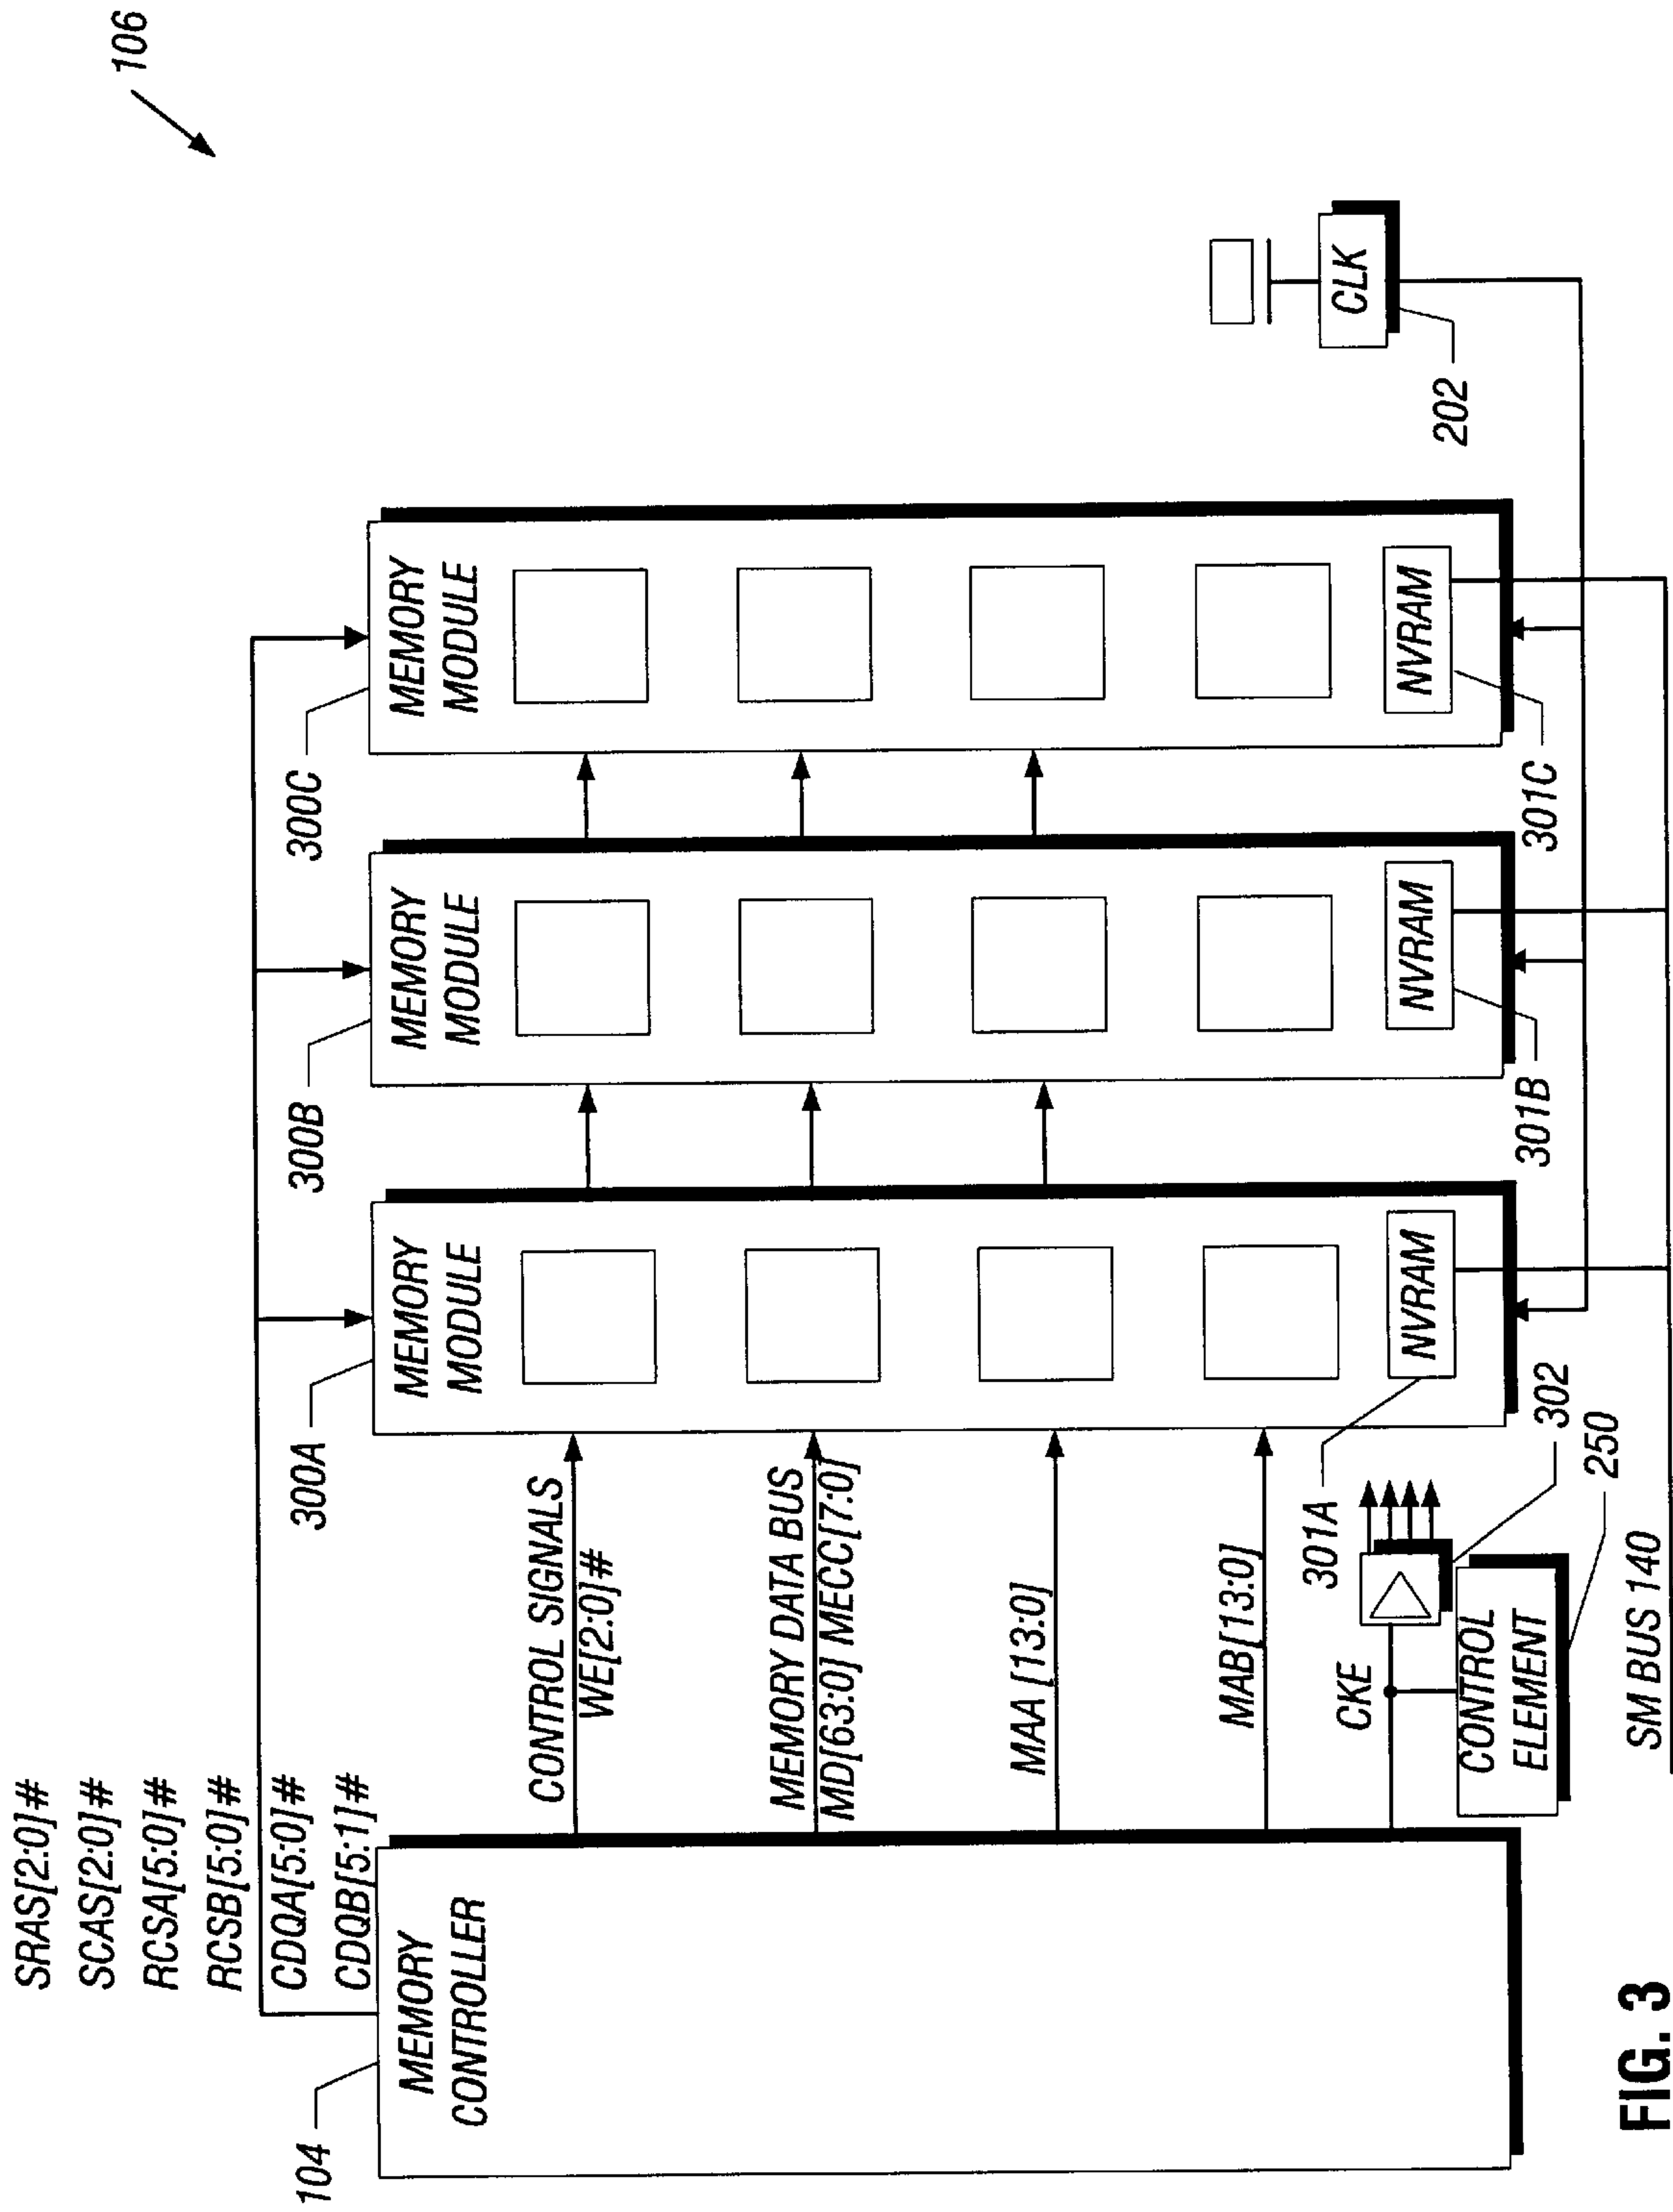 106
SRAS[2:0]#
SCAS[2:0]#
RCSA[5:0]#
RCSB[5:0]#
CDQA[5:0]#
CDQB[5:1]#
104
300A
300B
300C
MEMORY
CONTROLLER
MEMORY
MODULE
MEMORY
MODULE
MEMORY
MODULE
CONTROL SIGNALS
WE[2:0]#
MEMORY DATA BUS
MD[63:0] MECC[7:0]
MAA [13:0]
MAB[13:0]
CKE
CONTROL
ELEMENT
301A
302
250
NVRAM
NVRAM
NVRAM
301B
301C
CLK
202
SM BUS 140
FIG. 3